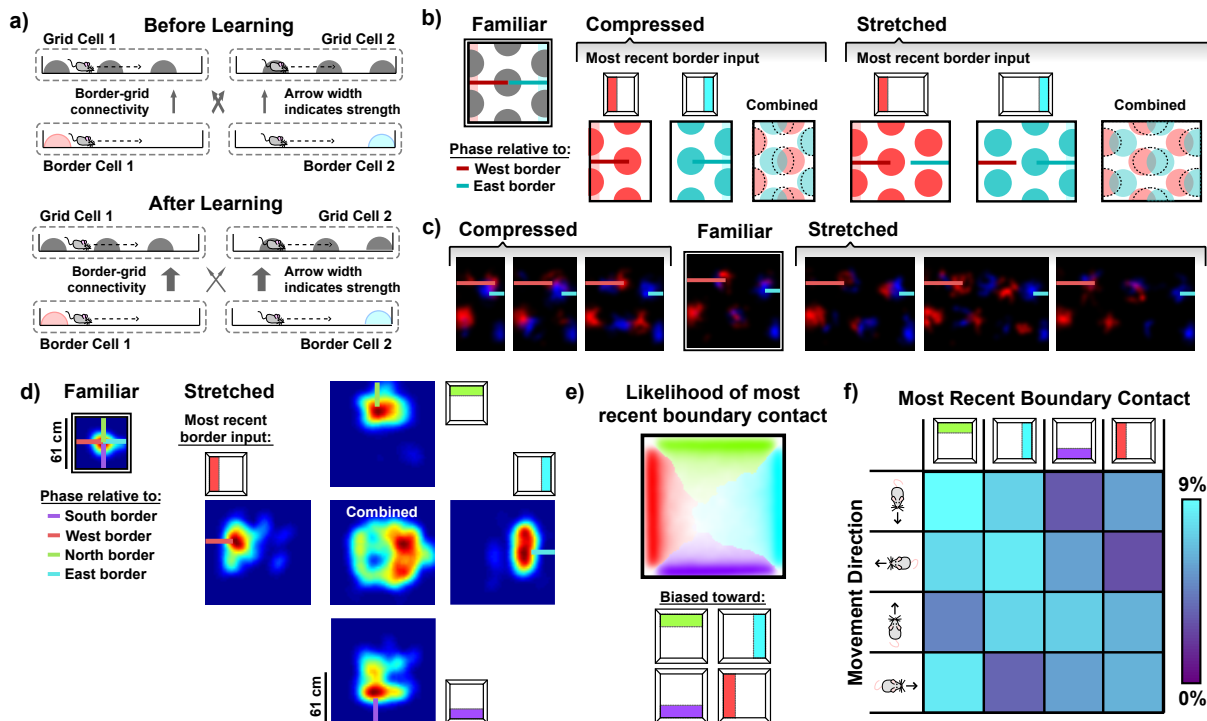 a)
Before Learning
Grid Cell 1
Grid Cell 2
Border-grid
connectivity
Arrow width
indicates strength
Border Cell 1
Border Cell 2
After Learning
Grid Cell 1
Grid Cell 2
Border-grid
connectivity
Arrow width
indicates strength
Border Cell 1
Border Cell 2
b)
Familiar
Compressed
Stretched
Most recent border input
Most recent border input
Combined
Combined
Phase relative to:
West border
East border
c)
Compressed
Familiar
Stretched
d)
Familiar
Stretched
61 cm
Most recent
border input:
Phase relative to:
South border
West border
North border
East border
Combined
61 cm
e)
Likelihood of most
recent boundary contact
Biased toward:
f)
Most Recent Boundary Contact
Movement Direction
9%
0%